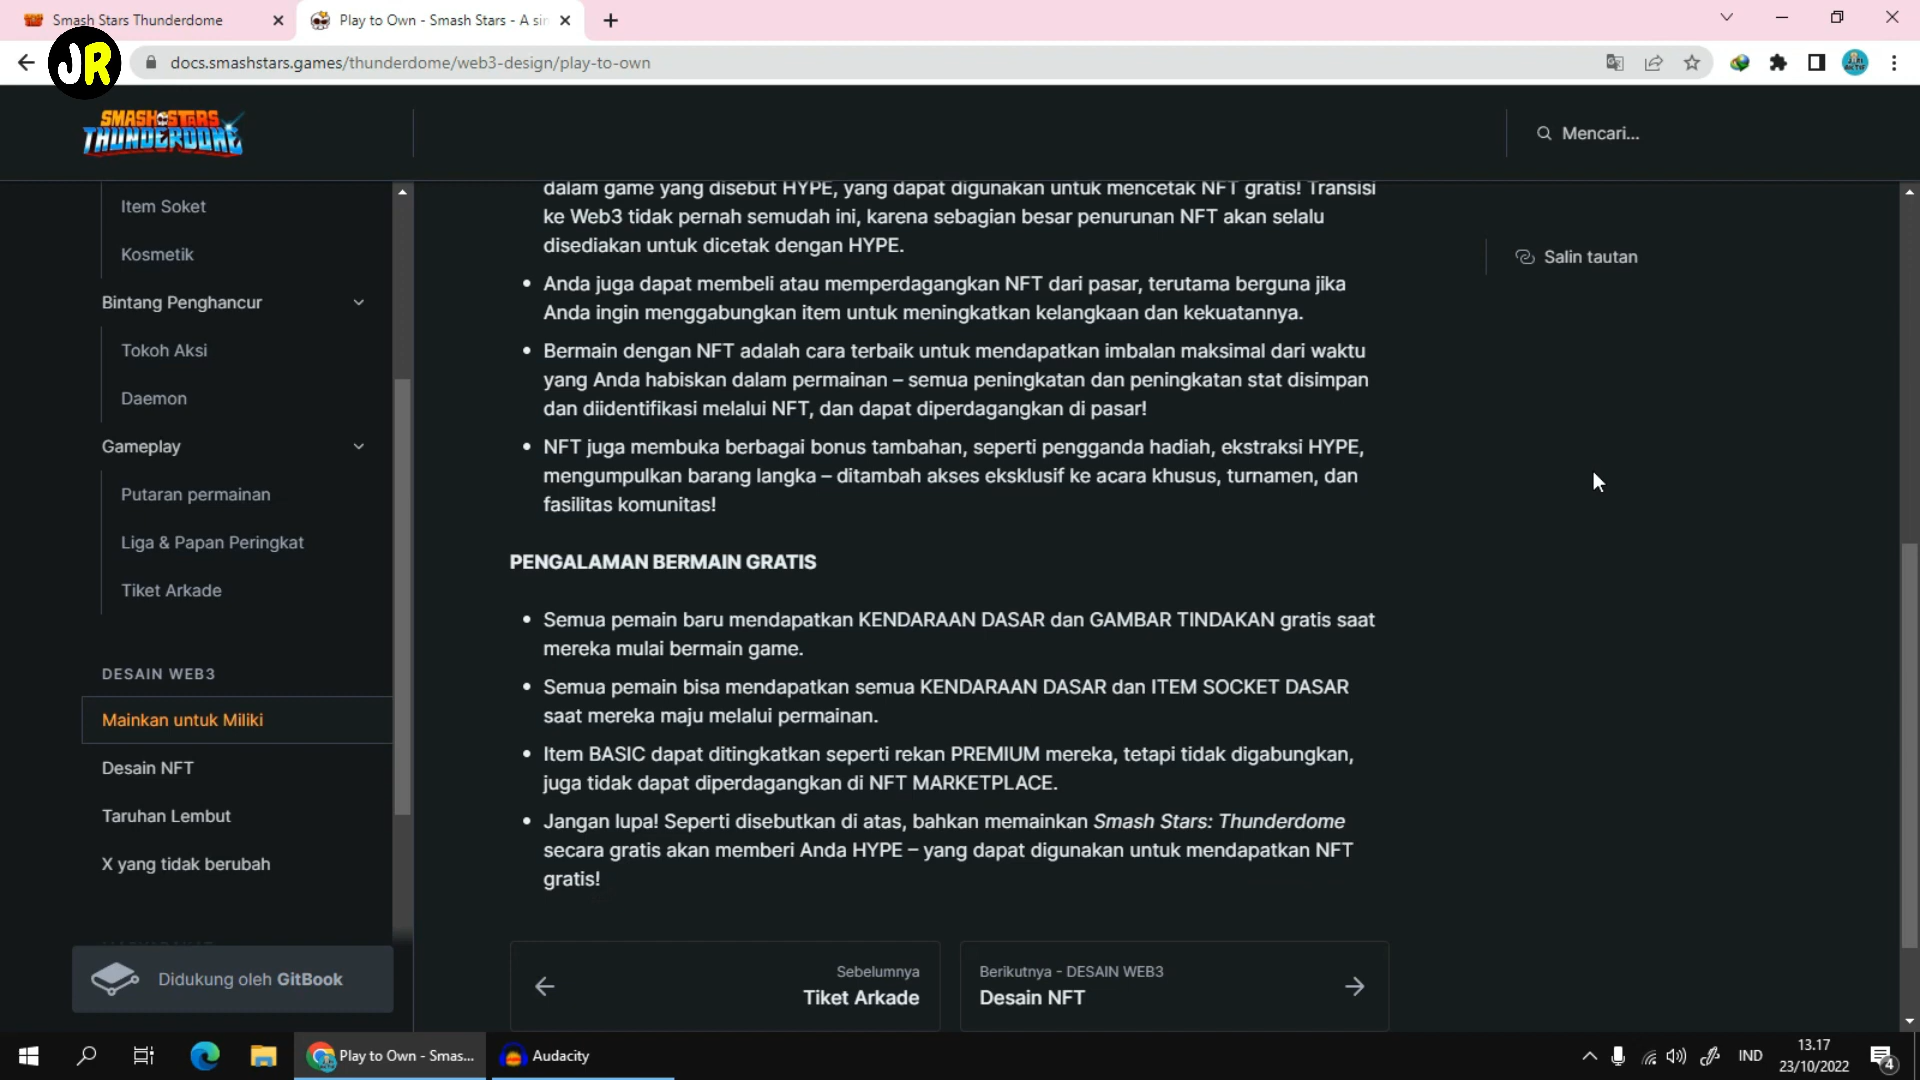 Smash Stars Thunderdome
Play to Own - Smash Stars - A sin
JR
docs.smashstars.games/thunderdome/web3-design/play-to-own
SMASH STARS
THUNDERDOME
Mencari...
Item Soket
Kosmetik
Bintang Penghancur
Tokoh Aksi
Daemon
Gameplay
Putaran permainan
Liga & Papan Peringkat
Tiket Arkade
DESAIN WEB3
Mainkan untuk Miliki
Desain NFT
Taruhan Lembut
X yang tidak berubah
Didukung oleh GitBook
dalam game yang disebut HYPE, yang dapat digunakan untuk mencetak NFT gratis! Transisi
ke Web3 tidak pernah semudah ini, karena sebagian besar penurunan NFT akan selalu
disediakan untuk dicetak dengan HYPE.
• Anda juga dapat membeli atau memperdagangkan NFT dari pasar, terutama berguna jika
Anda ingin menggabungkan item untuk meningkatkan kelangkaan dan kekuatannya.
• Bermain dengan NFT adalah cara terbaik untuk mendapatkan imbalan maksimal dari waktu
yang Anda habiskan dalam permainan – semua peningkatan dan peningkatan stat disimpan
dan diidentifikasi melalui NFT, dan dapat diperdagangkan di pasar!
• NFT juga membuka berbagai bonus tambahan, seperti pengganda hadiah, ekstraksi HYPE,
mengumpulkan barang langka – ditambah akses eksklusif ke acara khusus, turnamen, dan
fasilitas komunitas!
PENGALAMAN BERMAIN GRATIS
• Semua pemain baru mendapatkan KENDARAAN DASAR dan GAMBAR TINDAKAN gratis saat
mereka mulai bermain game.
• Semua pemain bisa mendapatkan semua KENDARAAN DASAR dan ITEM SOCKET DASAR
saat mereka maju melalui permainan.
• Item BASIC dapat ditingkatkan seperti rekan PREMIUM mereka, tetapi tidak digabungkan,
juga tidak dapat diperdagangkan di NFT MARKETPLACE.
• Jangan lupa! Seperti disebutkan di atas, bahkan memainkan Smash Stars: Thunderdome
secara gratis akan memberi Anda HYPE – yang dapat digunakan untuk mendapatkan NFT
gratis!
Sebelumnya
Tiket Arkade
Berikutnya - DESAIN WEB3
Desain NFT
Salin tautan
Play to Own - Smas...
Audacity
IND
13.17
23/10/2022
4